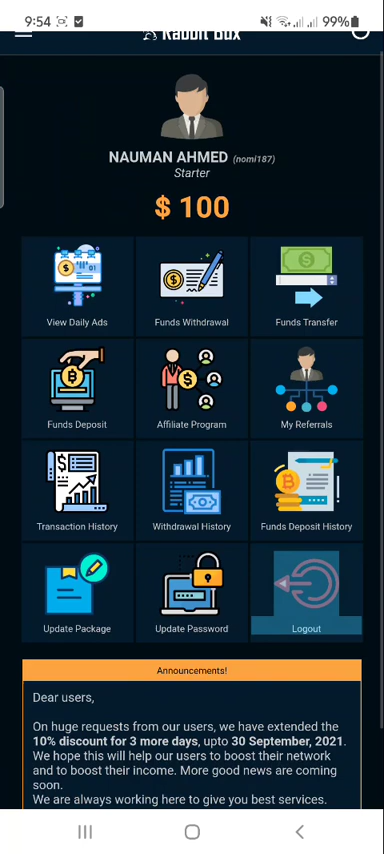 9:54
99%
Rabbit Box
NAUMAN AHMED (nomi187)
Starter
$ 100
View Daily Ads
Funds Withdrawal
Funds Transfer
Funds Deposit
Affiliate Program
My Referrals
Transaction History
Withdrawal History
Funds Deposit History
Update Package
Update Password
Logout
Announcements!
Dear users,
On huge requests from our users, we have extended the
10% discount for 3 more days, upto 30 September, 2021.
We hope this will help our users to boost their network
and to boost their income. More good news are coming
soon.
We are always working here to give you best services.